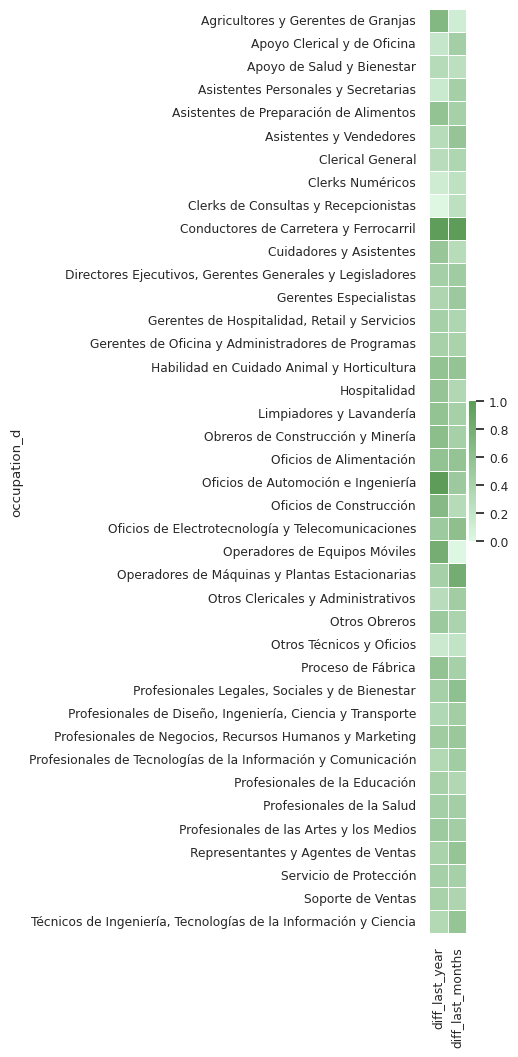 Agricultores y Gerentes de Granjas
Apoyo Clerical y de Oficina
Apoyo de Salud y Bienestar
Asistentes Personales y Secretarias
Asistentes de Preparación de Alimentos
Asistentes y Vendedores
Clerical General
Clerks Numéricos
Clerks de Consultas y Recepcionistas
Conductores de Carretera y Ferrocarril
Cuidadores y Asistentes
Directores Ejecutivos, Gerentes Generales y Legisladores
Gerentes Especialistas
Gerentes de Hospitalidad, Retail y Servicios
Gerentes de Oficina y Administradores de Programas
Habilidad en Cuidado Animal y Horticultura
Hospitalidad
Limpiadores y Lavandería
Obreros de Construcción y Minería
Oficios de Alimentación
Oficios de Automoción e Ingeniería
Oficios de Construcción
Oficios de Electrotecnología y Telecomunicaciones
Operadores de Equipos Móviles
Operadores de Máquinas y Plantas Estacionarias
Otros Clericales y Administrativos
Otros Obreros
Otros Técnicos y Oficios
Proceso de Fábrica
Profesionales Legales, Sociales y de Bienestar
Profesionales de Diseño, Ingeniería, Ciencia y Transporte
Profesionales de Negocios, Recursos Humanos y Marketing
Profesionales de Tecnologías de la Información y Comunicación
Profesionales de la Educación
Profesionales de la Salud
Profesionales de las Artes y los Medios
Representantes y Agentes de Ventas
Servicio de Protección
Soporte de Ventas
Técnicos de Ingeniería, Tecnologías de la Información y Ciencia
occupation_d
diff_last_year
diff_last_months
1.0
0.8
0.6
0.4
0.2
0.0